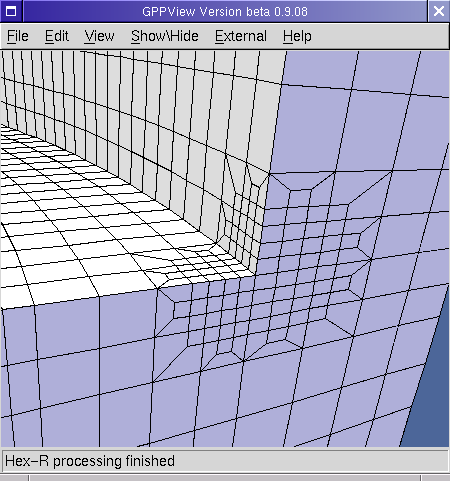 GPPView Version beta 0.9.08
File Edit View Show\Hide External Help
Hex-R processing finished